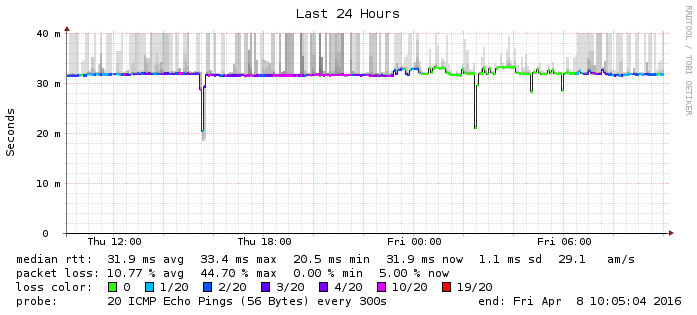 Last 24 Hours
RRDTOOL / TOBI OETIKER
Seconds
40 m
30 m
20 m
10 m
0
Thu 12:00 Thu 18:00 Fri 00:00 Fri 06:00
median rtt: 31.9 ms avg 33.4 ms max 20.5 ms min 31.9 ms now 1.1 ms sd 29.1 am/s
packet loss: 10.77 % avg 44.70 % max 0.00 % min 5.00 % now
loss color: 0 1/20 2/20 3/20 4/20 10/20 19/20
probe: 20 ICMP Echo Pings (56 Bytes) every 300s end: Fri Apr 8 10:05:04 2016